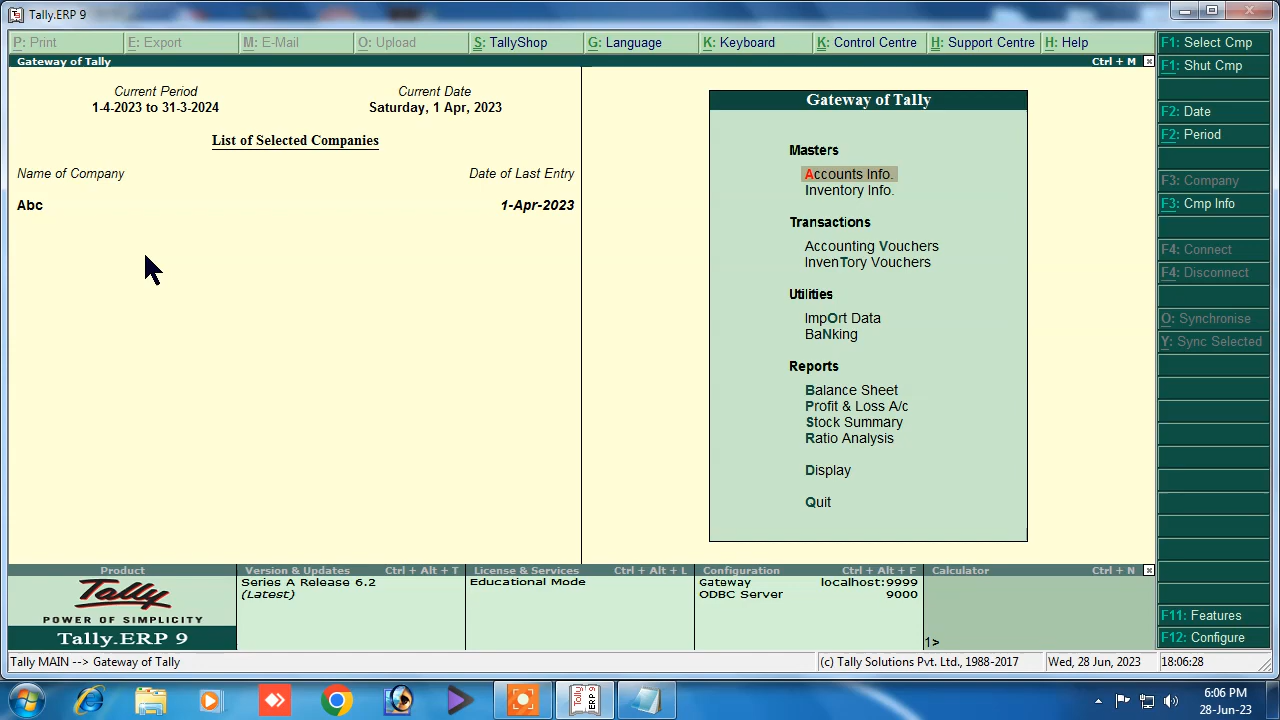 Tally.ERP 9
P: Print E: Export M: E-Mail O: Upload S: TallyShop G: Language K: Keyboard K: Control Centre H: Support Centre H: Help
Gateway of Tally Ctrl + M
Current Period Current Date
1-4-2023 to 31-3-2024 Saturday, 1 Apr, 2023
List of Selected Companies
Name of Company Date of Last Entry
Abc 1-Apr-2023
Gateway of Tally
Masters
Accounts Info.
Inventory Info.
Transactions
Accounting Vouchers
InvenTory Vouchers
Utilities
ImpOrt Data
BaNking
Reports
Balance Sheet
Profit & Loss A/c
Stock Summary
Ratio Analysis
Display
Quit
F1: Select Cmp
F1: Shut Cmp
F2: Date
F2: Period
F3: Company
F3: Cmp Info
F4: Connect
F4: Disconnect
O: Synchronise
Y: Sync Selected
F11: Features
F12: Configure
Product
Tally
POWER OF SIMPLICITY
Tally.ERP 9
Version & Updates Ctrl + Alt + T
Series A Release 6.2
(Latest)
License & Services Ctrl + Alt + L
Educational Mode
Configuration Ctrl + Alt + F
Gateway localhost:9999
ODBC Server 9000
Calculator Ctrl + N
1>
Tally MAIN --> Gateway of Tally (c) Tally Solutions Pvt. Ltd., 1988-2017 Wed, 28 Jun, 2023 18:06:28
6:06 PM
28-Jun-23